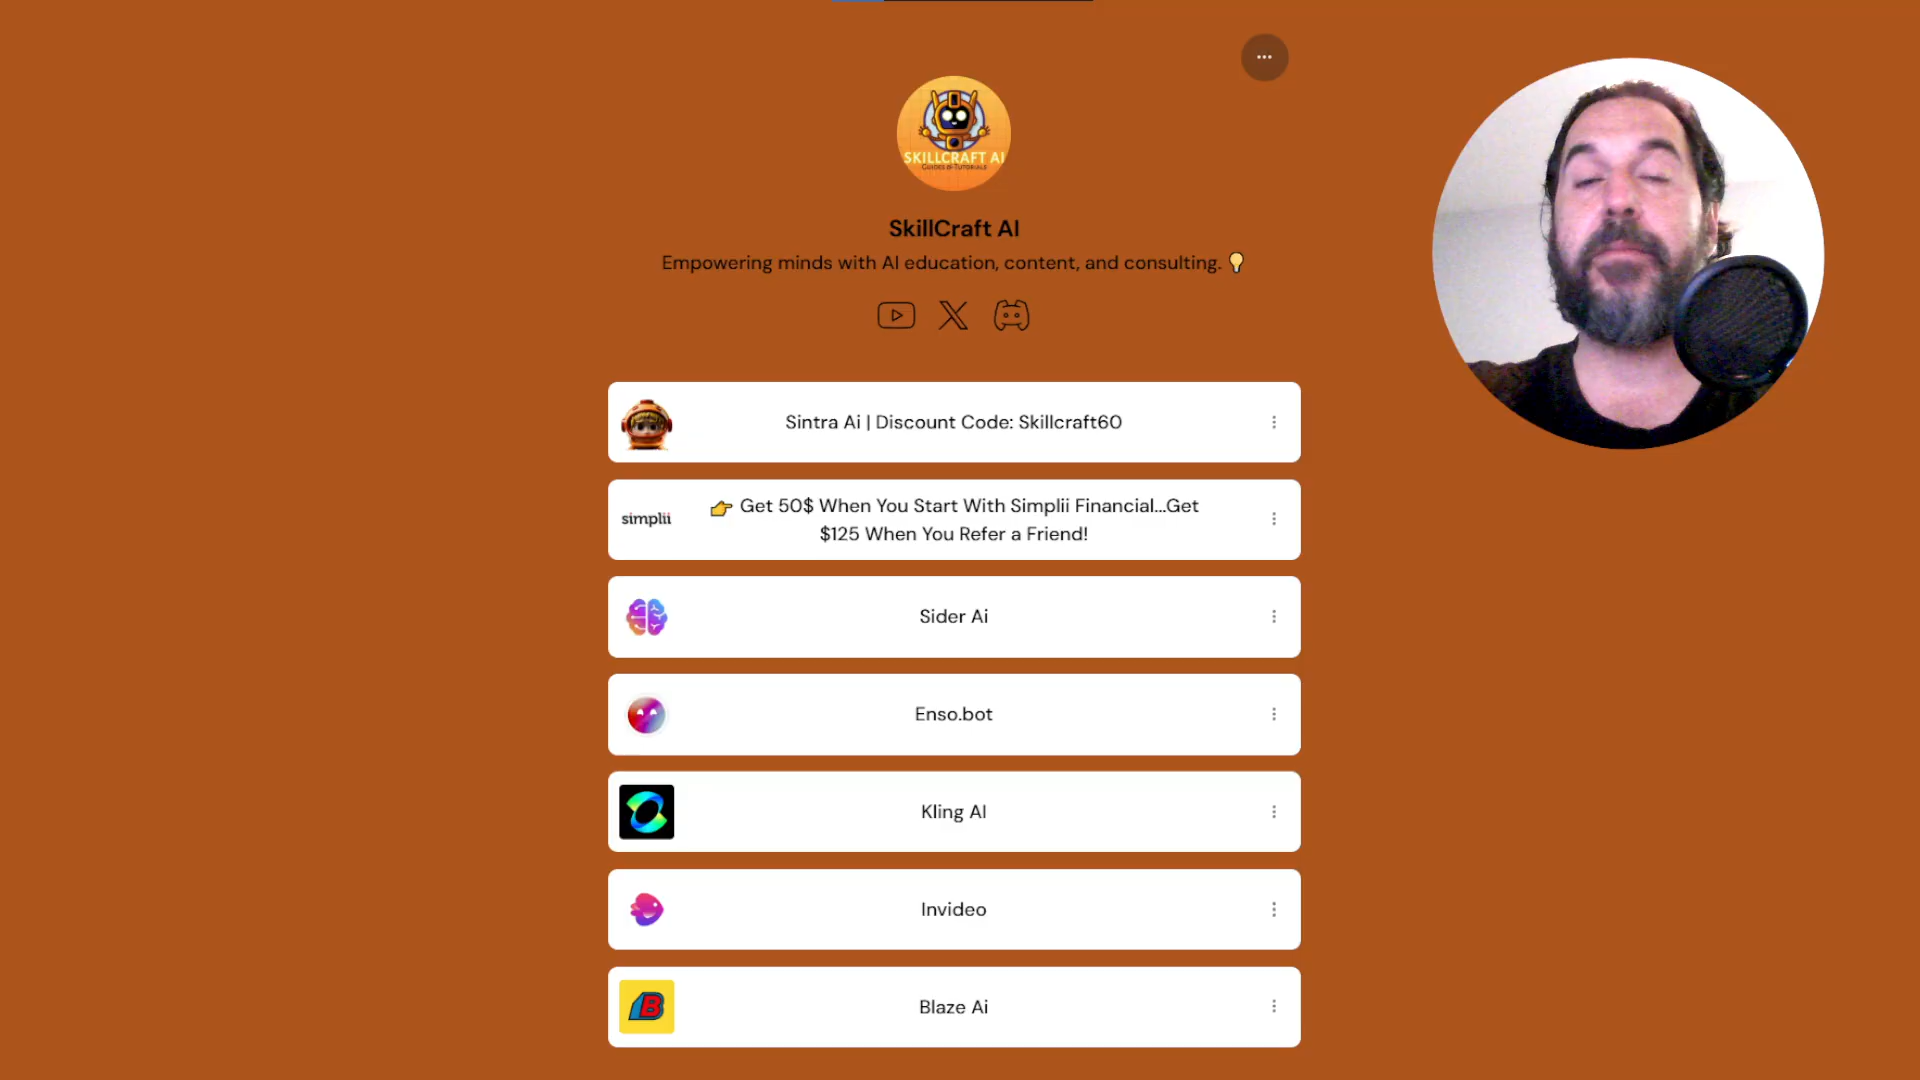 SKILLCRAFT AI
GUIDES & TUTORIALS
SkillCraft AI
Empowering minds with AI education, content, and consulting. 💡
Sintra Ai | Discount Code: Skillcraft60
simplii
👉 Get 50$ When You Start With Simplii Financial...Get
$125 When You Refer a Friend!
Sider Ai
Enso.bot
Kling AI
Invideo
B
Blaze Ai